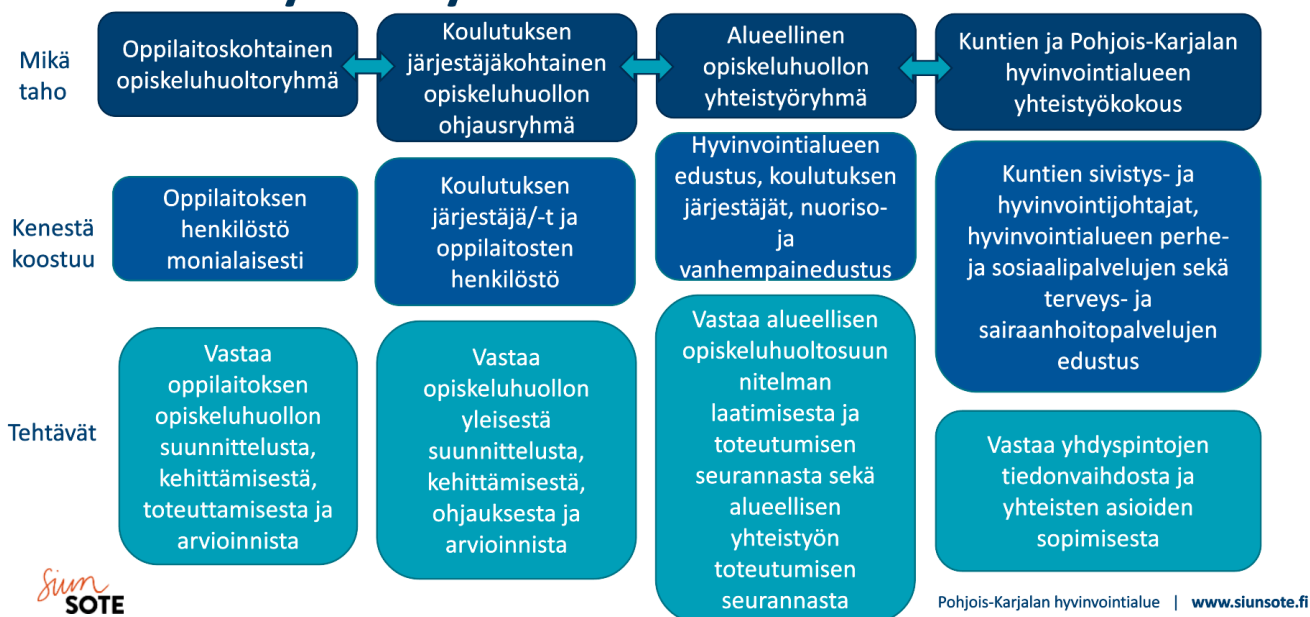 Mikä
taho
Oppilaitoskohtainen
opiskeluhuoltoryhmä
Koulutuksen
järjestäjäkohtainen
opiskeluhuollon
ohjausryhmä
Alueellinen
opiskeluhuollon
yhteistyöryhmä
Kuntien ja Pohjois-Karjalan
hyvinvointialueen
yhteistyökokous
Kenestä
koostuu
Oppilaitoksen
henkilöstö
monialaisesti
Koulutuksen
järjestäjä/-t ja
oppilaitosten
henkilöstö
Hyvinvointialueen
edustus, koulutuksen
järjestäjät, nuoriso-
ja
vanhempainedustus
Kuntien sivistys- ja
hyvinvointijohtajat,
hyvinvointialueen perhe-
ja sosiaalipalvelujen sekä
terveys- ja
sairaanhoitopalvelujen
edustus
Tehtävät
Vastaa
oppilaitoksen
opiskeluhuollon
suunnittelusta,
kehittämisestä,
toteuttamisesta ja
arvioinnista
Vastaa
opiskeluhuollon
yleisestä
suunnittelusta,
kehittämisestä,
ohjauksesta ja
arvioinnista
Vastaa alueellisen
opiskeluhuoltosuun
nitelman
laatimisesta ja
toteutumisen
seurannasta sekä
alueellisen
yhteistyön
toteutumisen
seurannasta
Vastaa yhdyspintojen
tiedonvaihdosta ja
yhteisten asioiden
sopimisesta
Siun
SOTE
Pohjois-Karjalan hyvinvointialue | www.siunsote.fi